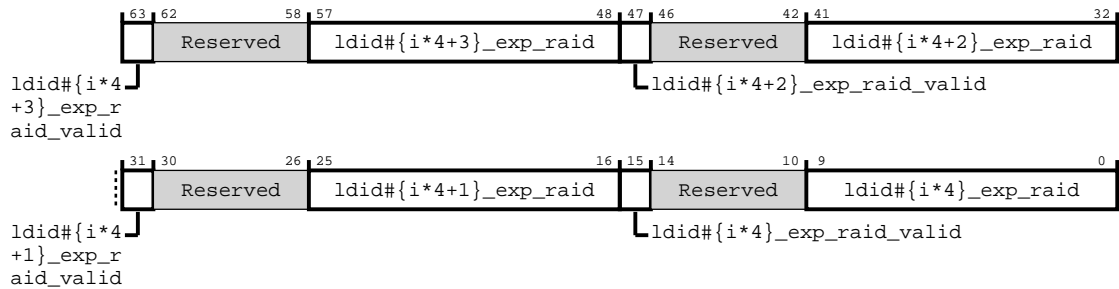 63 62 58 57 48 47 46 42 41 32
Reserved ldid#{i*4+3}_exp_raid Reserved ldid#{i*4+2}_exp_raid
ldid#{i*4
+3}_exp_r
aid_valid
ldid#{i*4+2}_exp_raid_valid
31 30 26 25 16 15 14 10 9 0
Reserved ldid#{i*4+1}_exp_raid Reserved ldid#{i*4}_exp_raid
ldid#{i*4
+1}_exp_r
aid_valid
ldid#{i*4}_exp_raid_valid